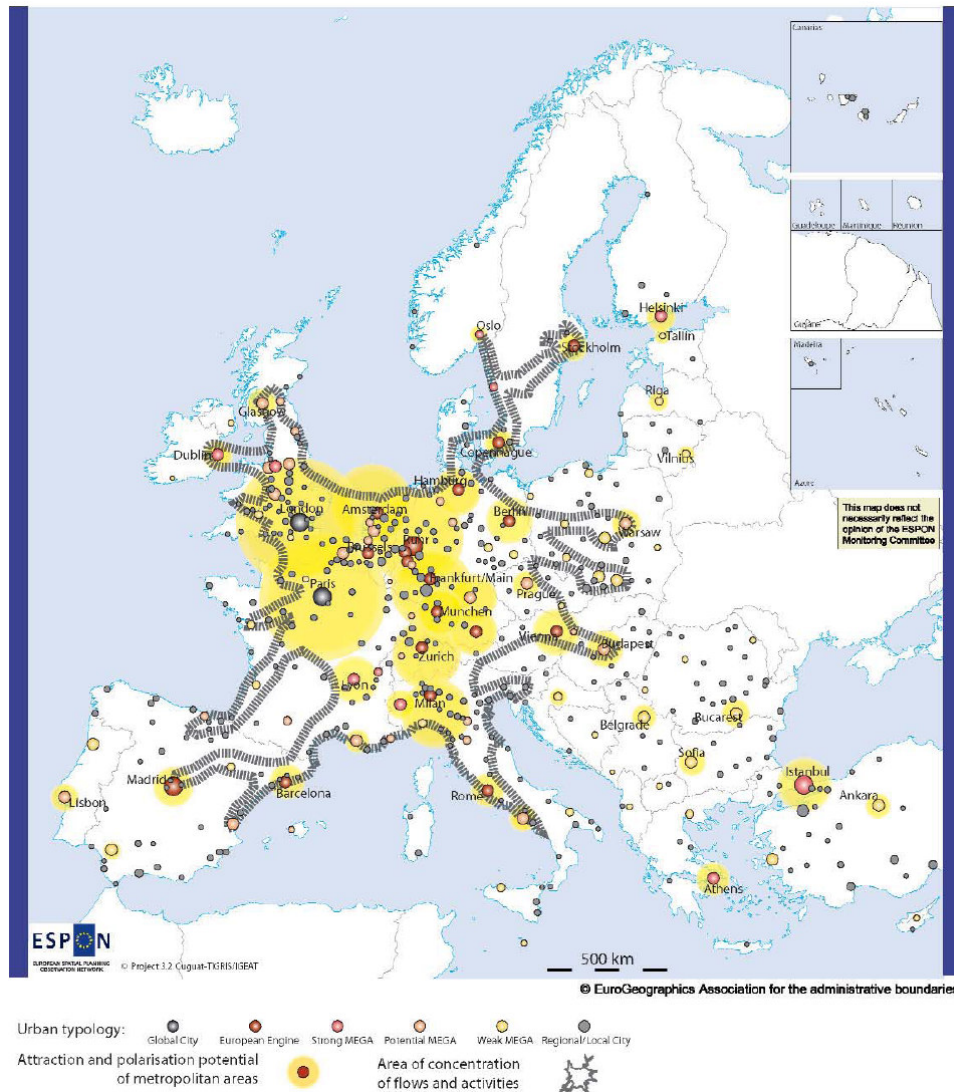 Canarias
Guadeloupe
Martinique
Réunion
Guyane
Madeira
Azore
This map does not
necessarily reflect the
opinion of the ESPON
Monitoring Committee
Helsinki
Oslo
Tallin
Stockholm
Riga
Glasgow
Copenhague
Dublin
Vilnius
Hamburg
London
Amsterdam
Berlin
Warsaw
Ruhr
Brussels
Frankfurt/Main
Paris
Prague
Munchen
Vienna
Budapest
Zurich
Lyon
Milan
Belgrade
Bucarest
Sofia
Madrid
Istanbul
Barcelona
Rome
Ankara
Lisbon
Athens
ESPON
EUROPEAN SPATIAL PLANNING
OBSERVATION NETWORK
© Project 3.2 Cuguat-TIGRIS/IGEAT
500 km
© EuroGeographics Association for the administrative boundaries
Urban typology:
Global City
European Engine
Strong MEGA
Potential MEGA
Weak MEGA
Regional/Local City
Attraction and polarisation potential
of metropolitan areas
Area of concentration
of flows and activities